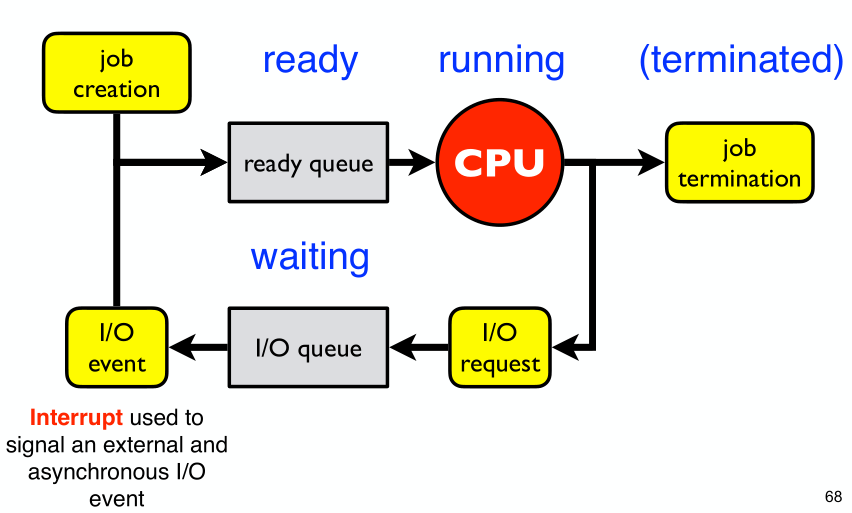 job
creation
ready
running
(terminated)
ready queue
CPU
job
termination
waiting
I/O
event
I/O queue
I/O
request
Interrupt used to
signal an external and
asynchronous I/O
event
68